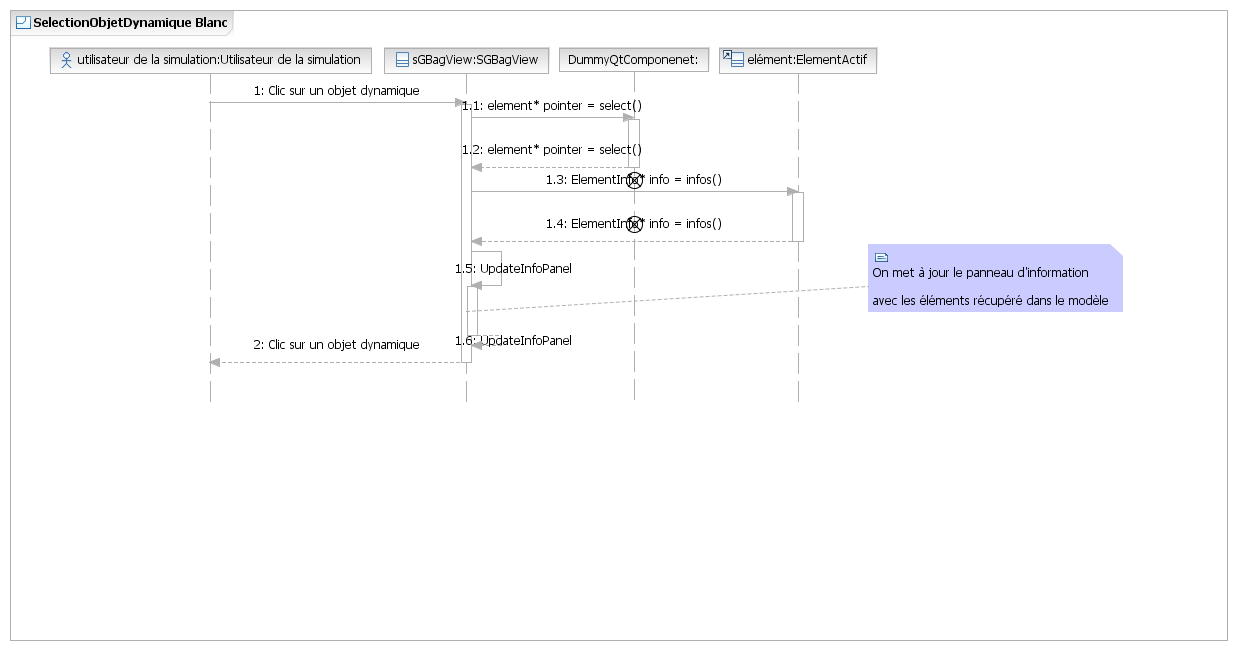 SelectionObjetDynamique Blanc
utilisateur de la simulation:Utilisateur de la simulation
sGBagView:SGBagView
DummyQtComponenet:
elément:ElementActif
1: Clic sur un objet dynamique
1.1: element* pointer = select()
1.2: element* pointer = select()
1.3: ElementInfo* info = infos()
1.4: ElementInfo* info = infos()
1.5: UpdateInfoPanel
On met à jour le panneau d'information
avec les éléments récupéré dans le modèle
1.6: UpdateInfoPanel
2: Clic sur un objet dynamique